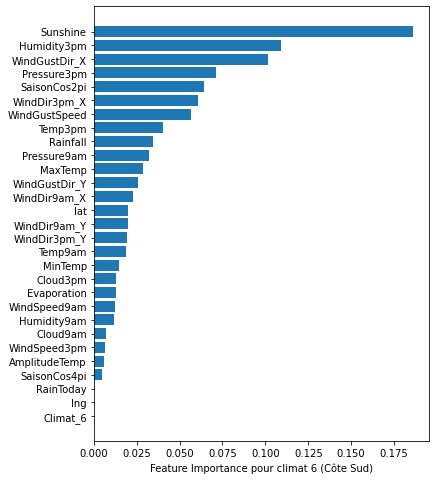 Sunshine
Humidity3pm
WindGustDir_X
Pressure3pm
SaisonCos2pi
WindDir3pm_X
WindGustSpeed
Temp3pm
Rainfall
Pressure9am
MaxTemp
WindGustDir_Y
WindDir9am_X
lat
WindDir9am_Y
WindDir3pm_Y
Temp9am
MinTemp
Cloud3pm
Evaporation
WindSpeed9am
Humidity9am
Cloud9am
WindSpeed3pm
AmplitudeTemp
SaisonCos4pi
RainToday
lng
Climat_6
0.000 0.025 0.050 0.075 0.100 0.125 0.150 0.175
Feature Importance pour climat 6 (Côte Sud)